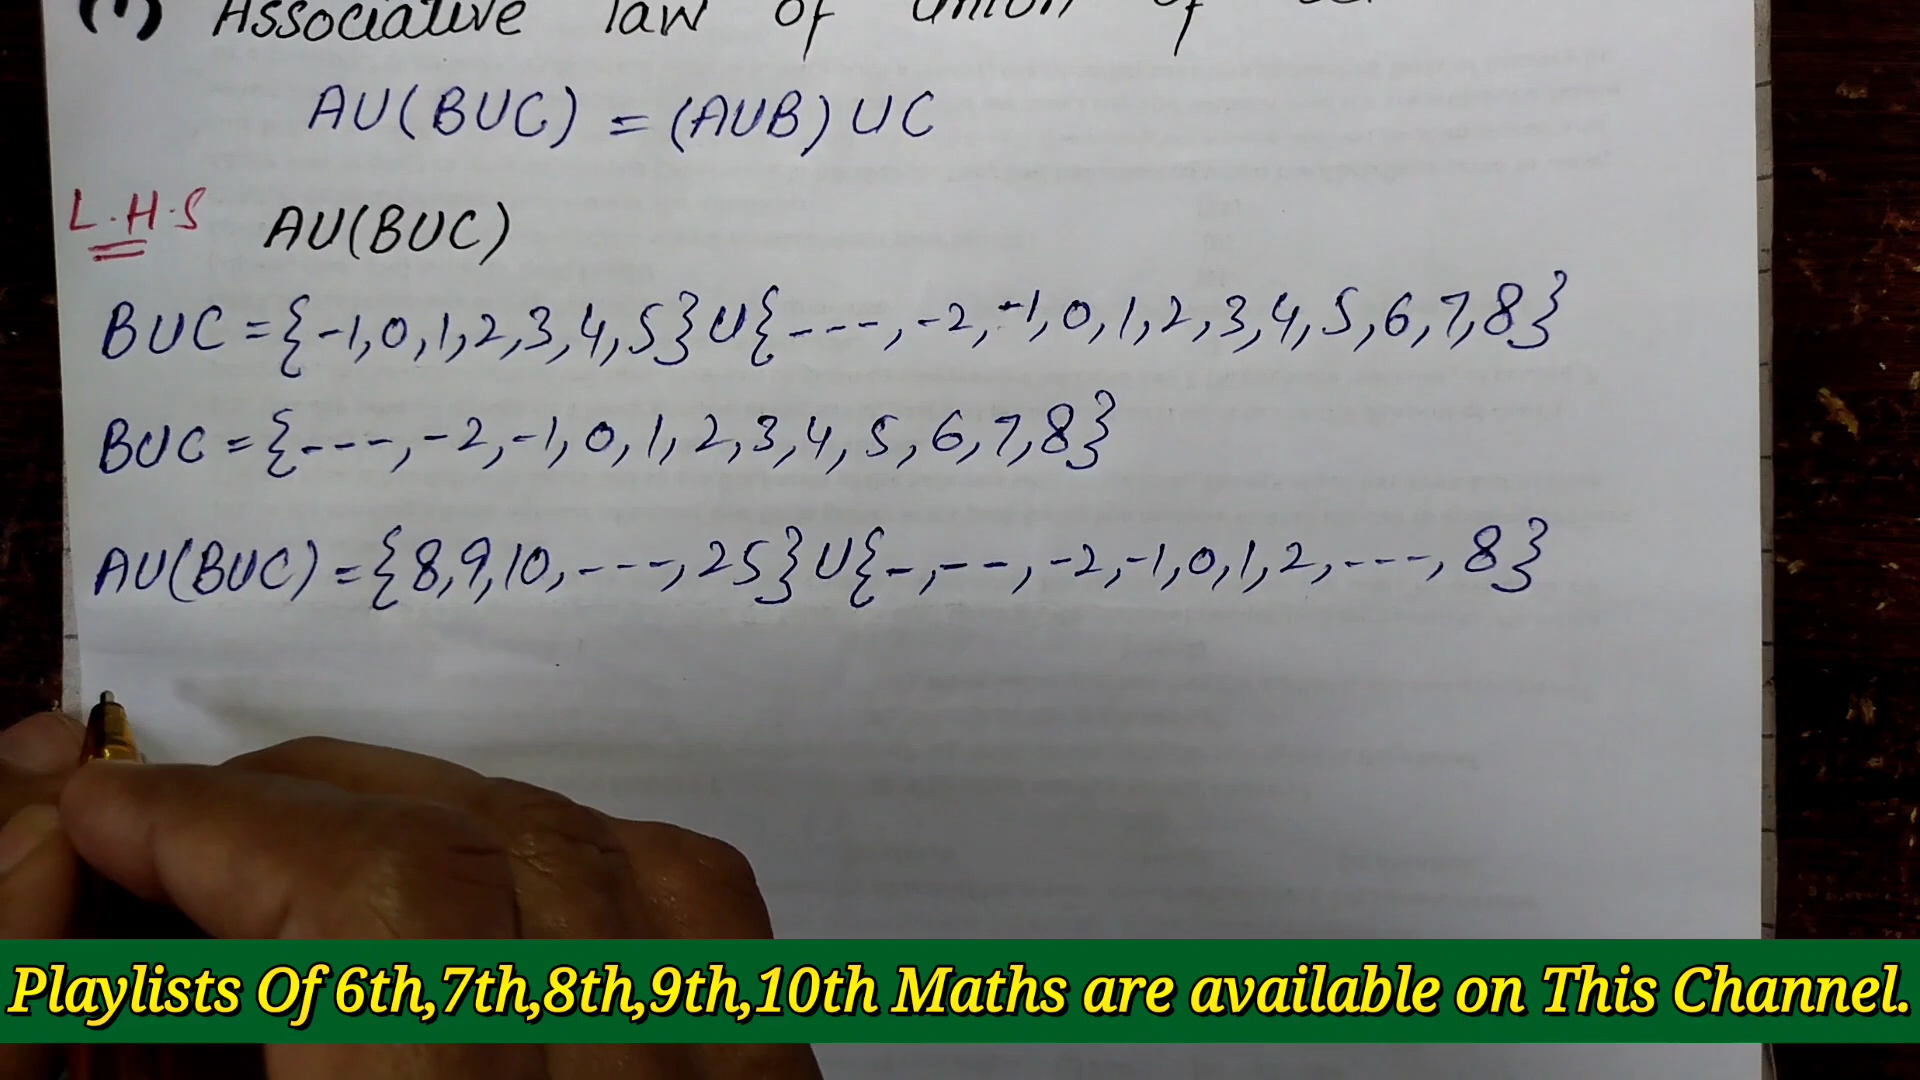 (i) Associative law of Union of
AU(BUC) = (AUB) U C
L.H.S AU(BUC)
BUC = {-1,0,1,2,3,4,5} U {---, -2,-1,0,1,2,3,4,5,6,7,8}
BUC = {---, -2, -1, 0, 1, 2, 3, 4, 5, 6, 7, 8}
AU(BUC) = {8,9,10, ---, 25} U {-,--, -2,-1,0,1,2, ---, 8}
Playlists Of 6th,7th,8th,9th,10th Maths are available on This Channel.